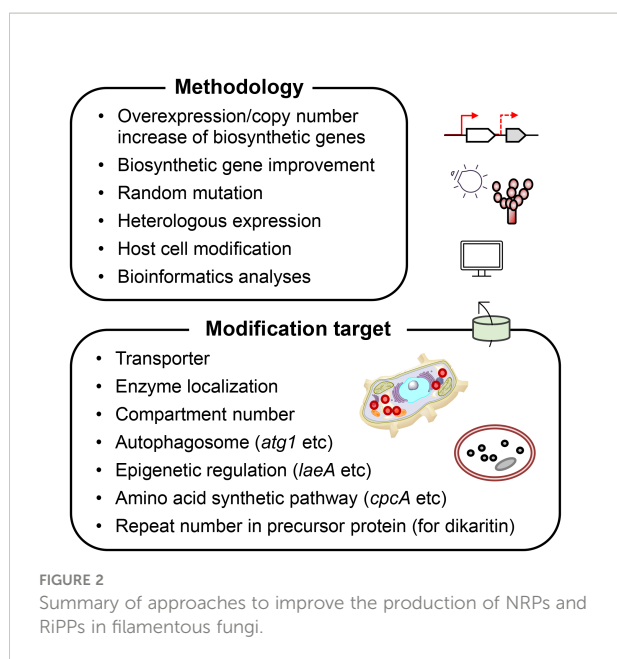 Methodology
• Overexpression/copy number
increase of biosynthetic genes
• Biosynthetic gene improvement
• Random mutation
• Heterologous expression
• Host cell modification
• Bioinformatics analyses
Modification target
• Transporter
• Enzyme localization
• Compartment number
• Autophagosome (atg1 etc)
• Epigenetic regulation (laeA etc)
• Amino acid synthetic pathway (cpcA etc)
• Repeat number in precursor protein (for dikaritin)
FIGURE 2
Summary of approaches to improve the production of NRPs and
RiPPs in filamentous fungi.